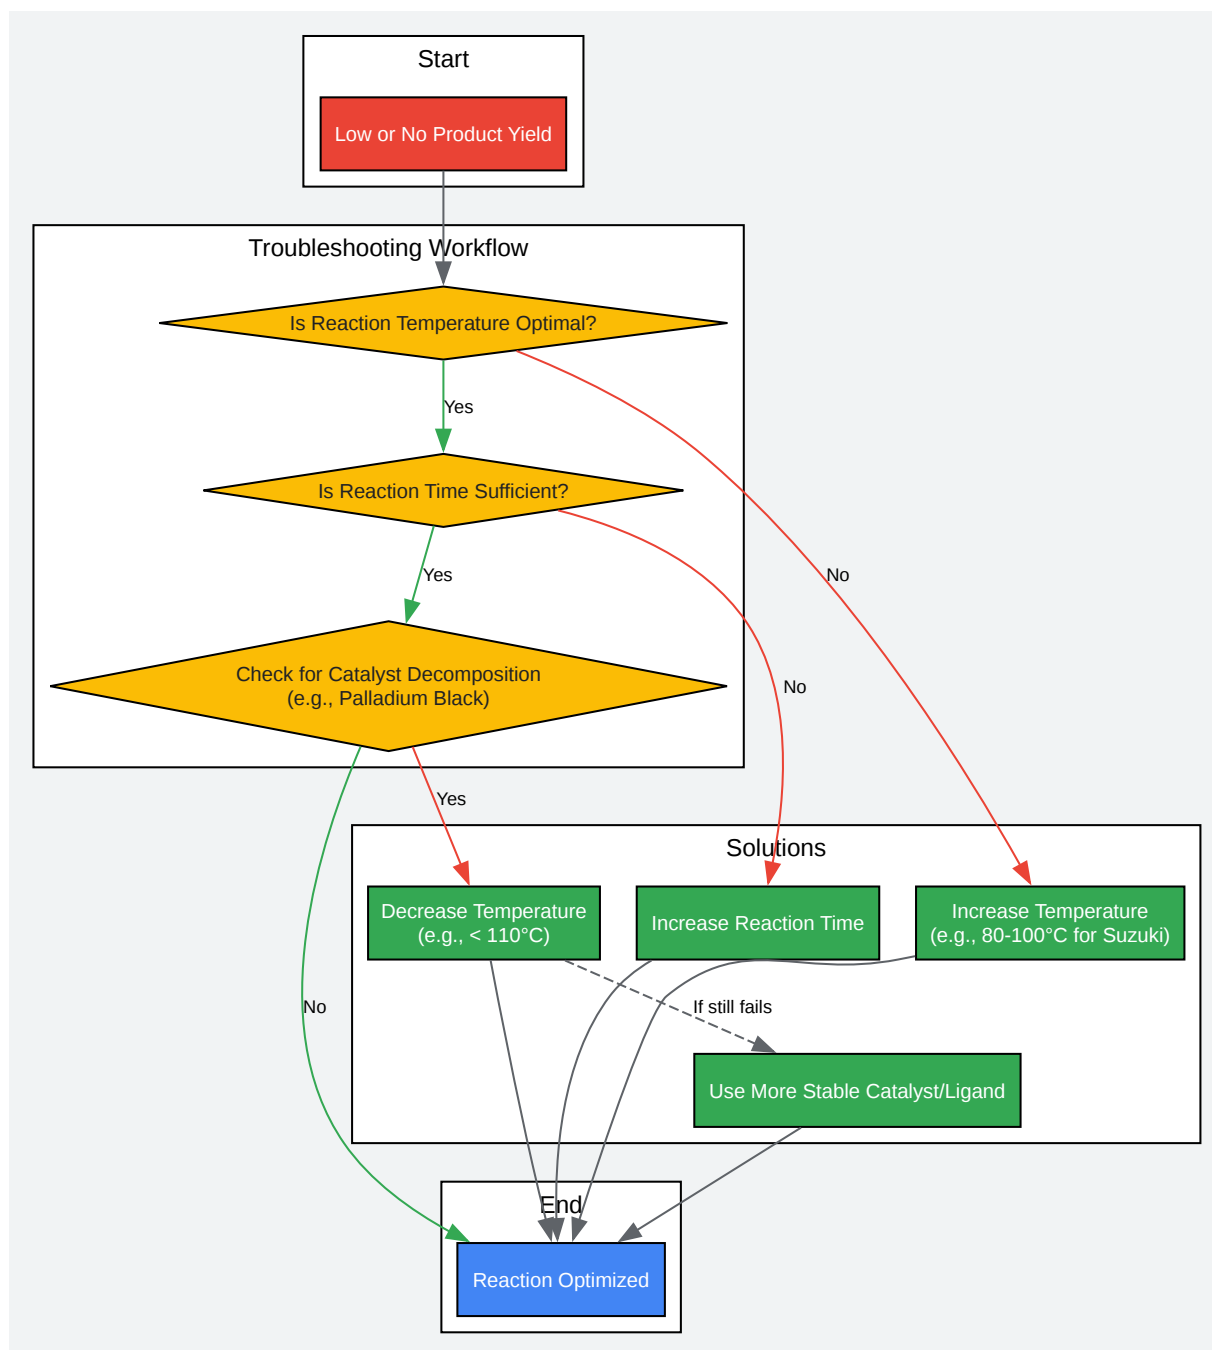 Start
Low or No Product Yield
Troubleshooting Workflow
Is Reaction Temperature Optimal?
Yes
Is Reaction Time Sufficient?
Yes
No
Check for Catalyst Decomposition
(e.g., Palladium Black)
No
Yes
Solutions
Decrease Temperature
(e.g., < 110°C)
Increase Reaction Time
Increase Temperature
(e.g., 80-100°C for Suzuki)
No
If still fails
Use More Stable Catalyst/Ligand
End
Reaction Optimized